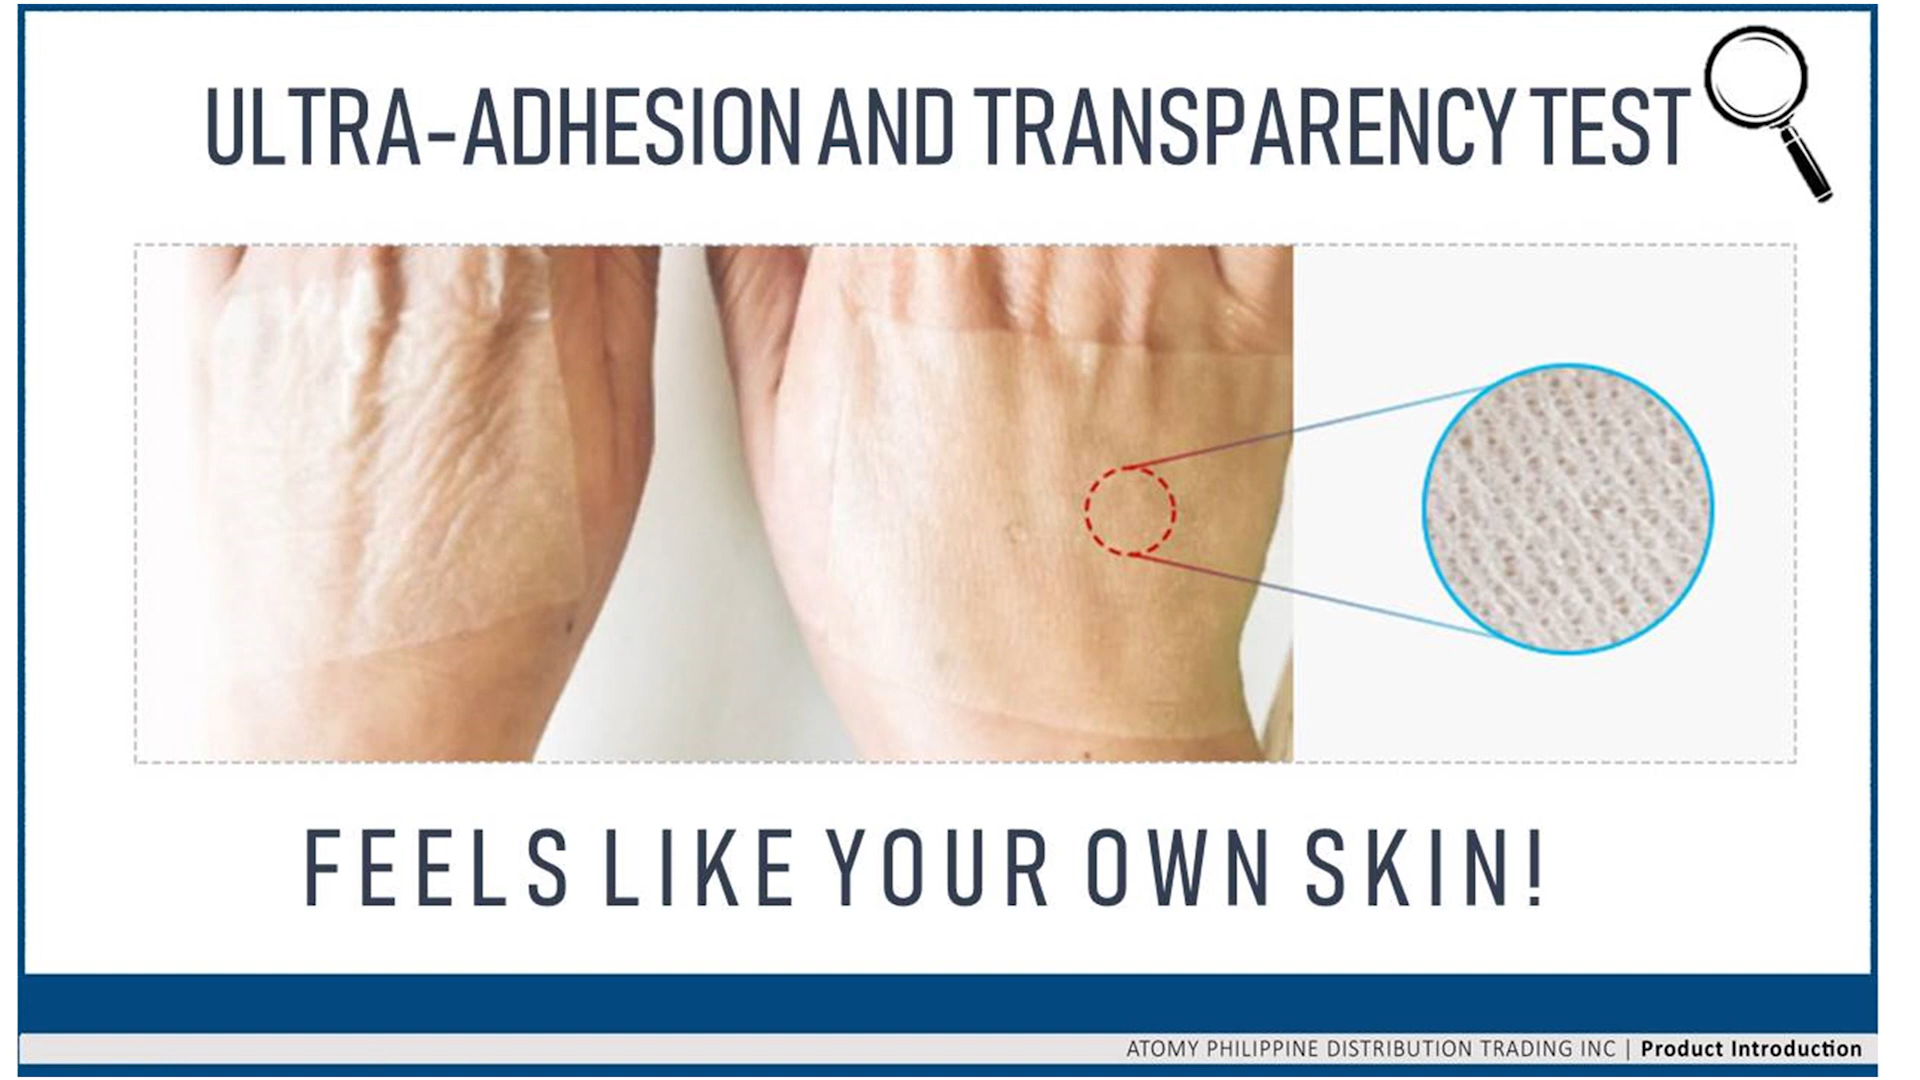 ULTRA-ADHESION AND TRANSPARENCY TEST
FEELS LIKE YOUR OWN SKIN!
ATOMY PHILIPPINE DISTRIBUTION TRADING INC | Product Introduction